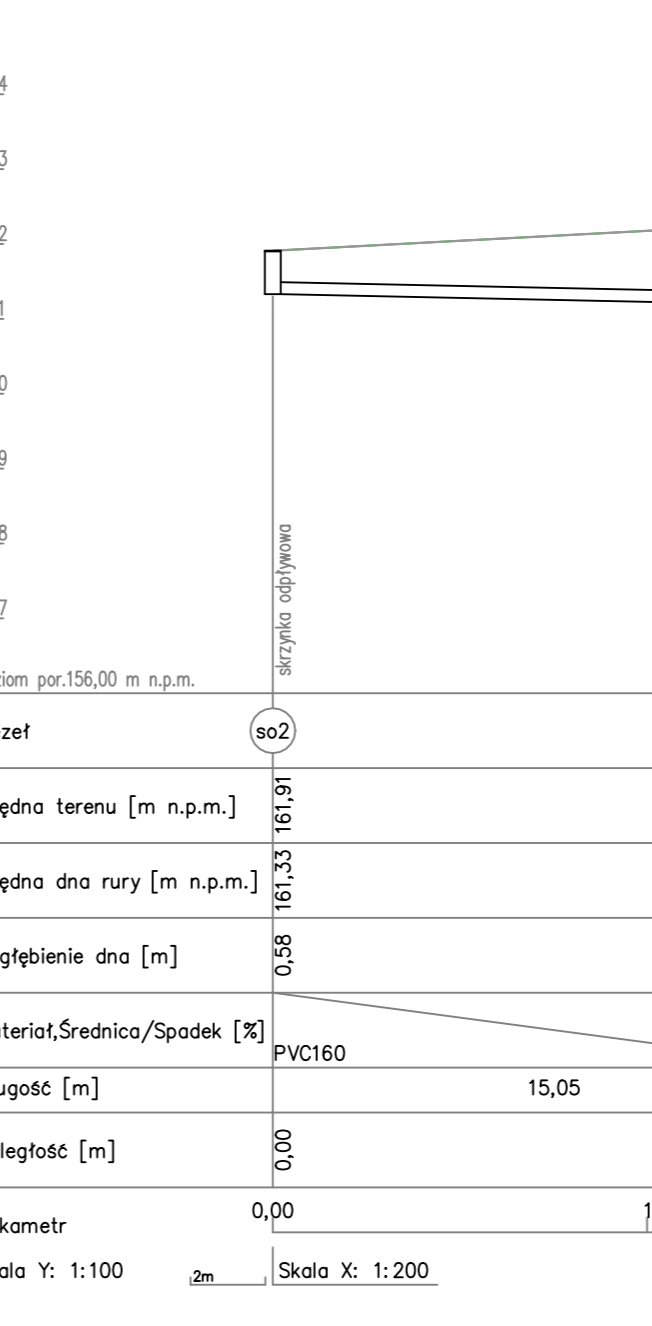 4
3
2
1
0
9
8
7
skrzynka odpływowa
ziom por.156,00 m n.p.m.
zeł so2
ędna terenu [m n.p.m.] 161,91
ędna dna rury [m n.p.m.] 161,33
głębienie dna [m] 0,58
ateriał,Średnica/Spadek [%] PVC160
ugość [m] 15,05
ległość [m] 0,00
kametr 0,00 1
ala Y: 1:100 2m Skala X: 1:200